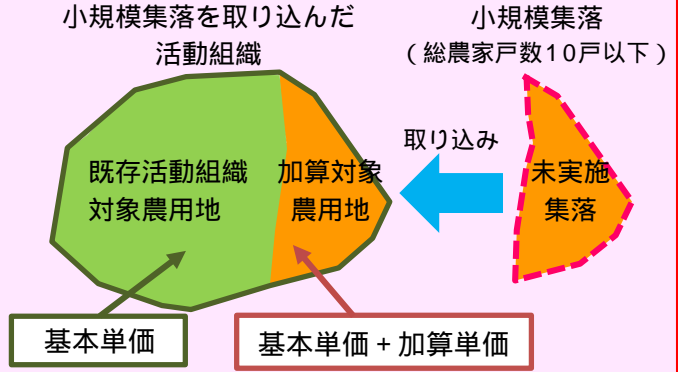 小規模集落を取り込んだ
活動組織
小規模集落
（総農家戸数10戸以下）
取り込み
既存活動組織
対象農用地
加算対象
農用地
未実施
集落
基本単価
基本単価+加算単価